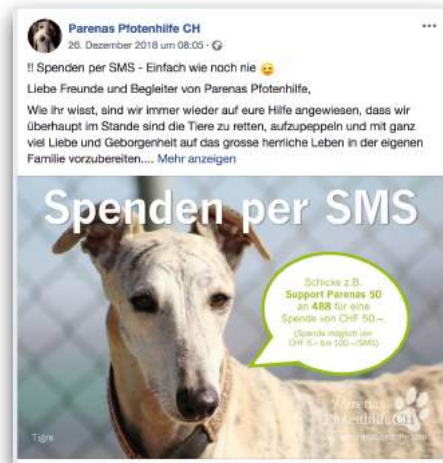 Parenas Pfotenhilfe CH
26. Dezember 2018 um 08:05 ·
!! Spenden per SMS - Einfach wie noch nie 😉
Liebe Freunde und Begleiter von Parenas Pfotenhilfe,
Wie ihr wisst, sind wir immer wieder auf eure Hilfe angewiesen, dass wir
überhaupt im Stande sind die Tiere zu retten, aufzupeppeln und mit ganz
viel Liebe und Geborgenheit auf das grosse herrliche Leben in der eigenen
Familie vorzubereiten.... Mehr anzeigen
Spenden per SMS
Schicke z.B.
Support Parenas 50
an 488 für eine
Spende von CHF 50.–
(Spende möglich von
CHF 5.– bis 100.–/SMS)
Parenas
Pfotenhilfe CH
Tigre